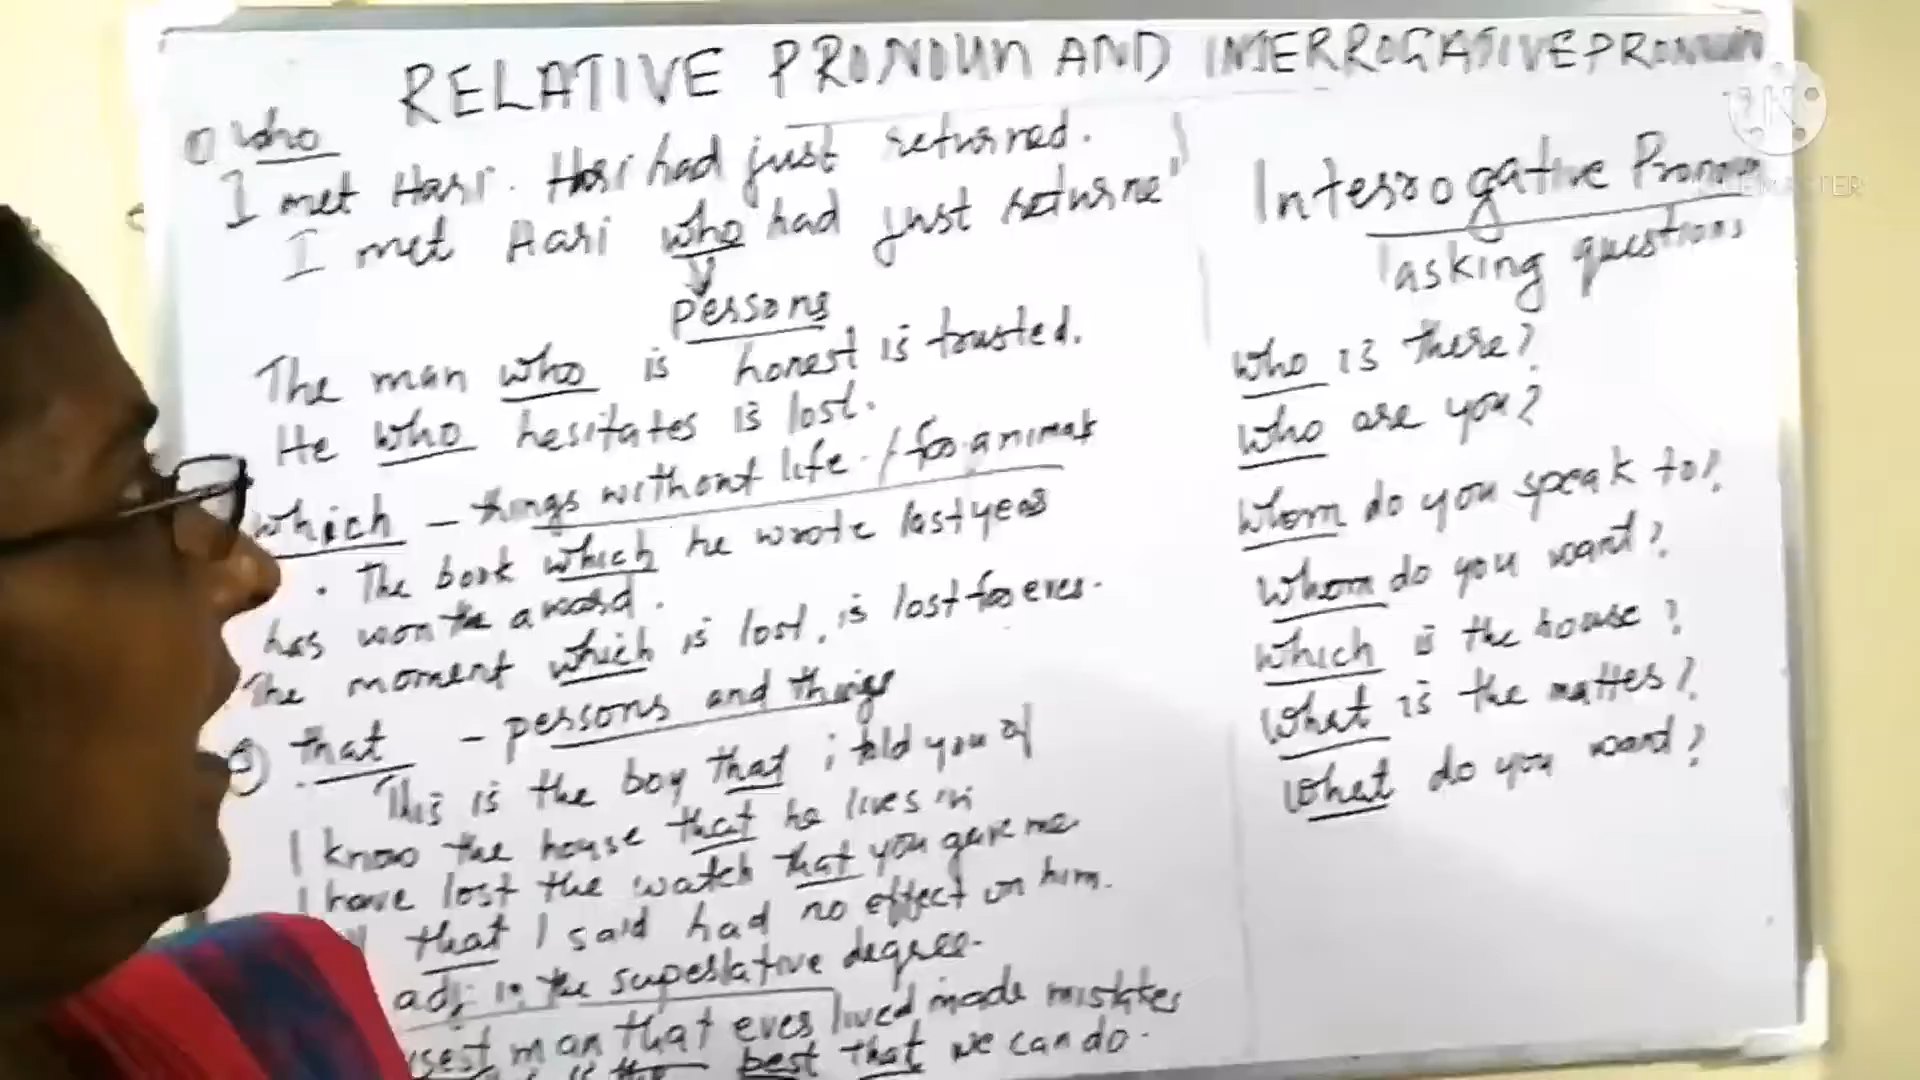 RELATIVE PRONOUN AND INTERROGATIVE PRONOUN
① who
I met Hari. Hari had just returned.
I met Hari who had just returne
persons
The man who is honest is trusted.
He who hesitates is lost.
which - things without life. / for animals
. The book which he wrote last year
has won the award.
The moment which is lost, is lost for ever.
③ that - persons and things
This is the boy that i told you of
I know the house that he lives in
I have lost the watch that you gave me
that I said had no effect on him.
adj in the superlative degree.
man that ever lived made mistakes
best that we can do.
Interrogative Pronoun
asking questions
Who is there?
Who are you?
Whom do you speak to?
Whom do you want?
Which is the house?
What is the matter?
What do you want?